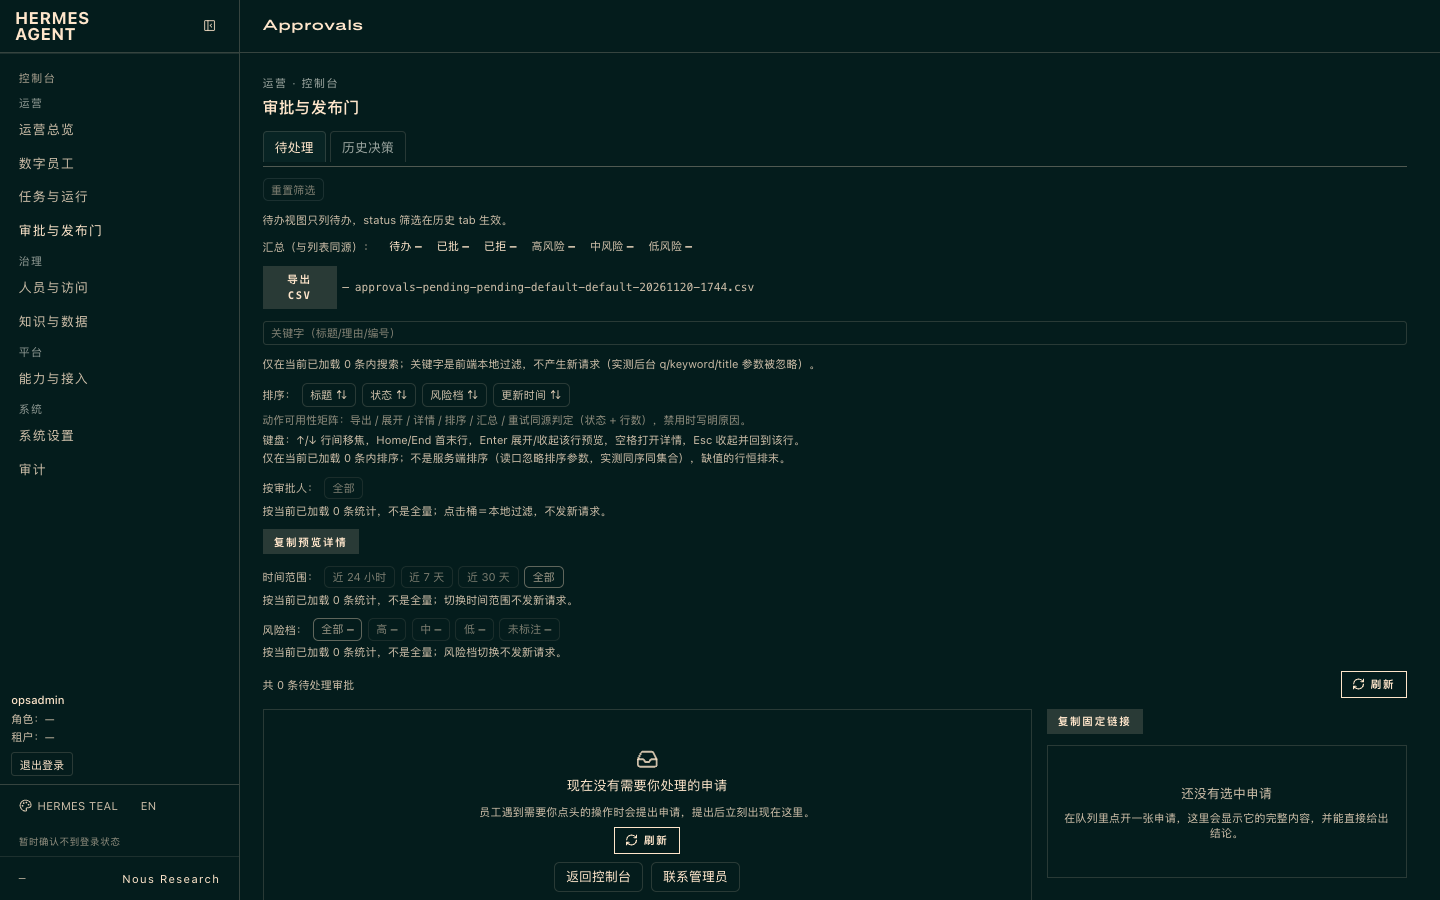 HERMES
AGENT
Approvals
控制台
运营
运营总览
数字员工
任务与运行
审批与发布门
治理
人员与访问
知识与数据
平台
能力与接入
系统
系统设置
审计
opsadmin
角色： —
租户： —
退出登录
HERMES TEAL EN
暂时确认不到登录状态
— Nous Research
运营 · 控制台
审批与发布门
待处理 历史决策
重置筛选
待办视图只列待办，status 筛选在历史 tab 生效。
汇总（与列表同源）： 待办 — 已批 — 已拒 — 高风险 — 中风险 — 低风险 —
导出
CSV
— approvals-pending-pending-default-default-20261120-1744.csv
关键字（标题/理由/编号）
仅在当前已加载 0 条内搜索；关键字是前端本地过滤，不产生新请求（实测后台 q/keyword/title 参数被忽略）。
排序： 标题 ⇅ 状态 ⇅ 风险档 ⇅ 更新时间 ⇅
动作可用性矩阵：导出 / 展开 / 详情 / 排序 / 汇总 / 重试同源判定（状态 + 行数），禁用时写明原因。
键盘：↑/↓ 行间移焦，Home/End 首末行，Enter 展开/收起该行预览，空格打开详情，Esc 收起并回到该行。
仅在当前已加载 0 条内排序；不是服务端排序（读口忽略排序参数，实测同序同集合），缺值的行恒排末。
按审批人： 全部
按当前已加载 0 条统计，不是全量；点击桶＝本地过滤，不发新请求。
复制预览详情
时间范围： 近 24 小时 近 7 天 近 30 天 全部
按当前已加载 0 条统计，不是全量；切换时间范围不发新请求。
风险档： 全部 — 高 — 中 — 低 — 未标注 —
按当前已加载 0 条统计，不是全量；风险档切换不发新请求。
共 0 条待处理审批
刷新
现在没有需要你处理的申请
员工遇到需要你点头的操作时会提出申请，提出后立刻出现在这里。
刷新
返回控制台 联系管理员
复制固定链接
还没有选中申请
在队列里点开一张申请，这里会显示它的完整内容，并能直接给出
结论。